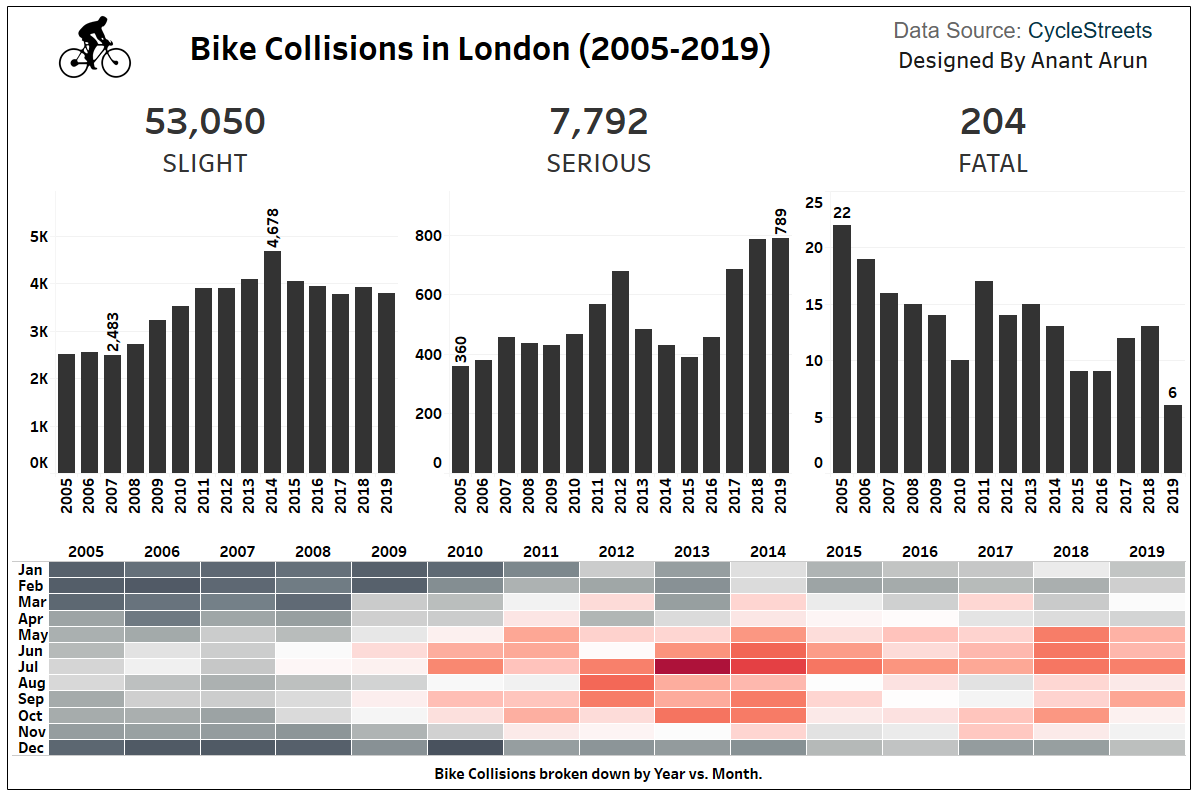 Bike Collisions in London (2005-2019)
Data Source: CycleStreets
Designed By Anant Arun
53,050
SLIGHT
7,792
SERIOUS
204
FATAL
5K
4K
3K
2K
1K
0K
2,483
4,678
2005 2006 2007 2008 2009 2010 2011 2012 2013 2014 2015 2016 2017 2018 2019
800
600
400
200
0
360
789
2005 2006 2007 2008 2009 2010 2011 2012 2013 2014 2015 2016 2017 2018 2019
25
20
15
10
5
0
22
6
2005 2006 2007 2008 2009 2010 2011 2012 2013 2014 2015 2016 2017 2018 2019
2005 2006 2007 2008 2009 2010 2011 2012 2013 2014 2015 2016 2017 2018 2019
Jan
Feb
Mar
Apr
May
Jun
Jul
Aug
Sep
Oct
Nov
Dec
Bike Collisions broken down by Year vs. Month.